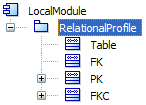 LocalModule
RelationalProfile
Table
FK
PK
FKC